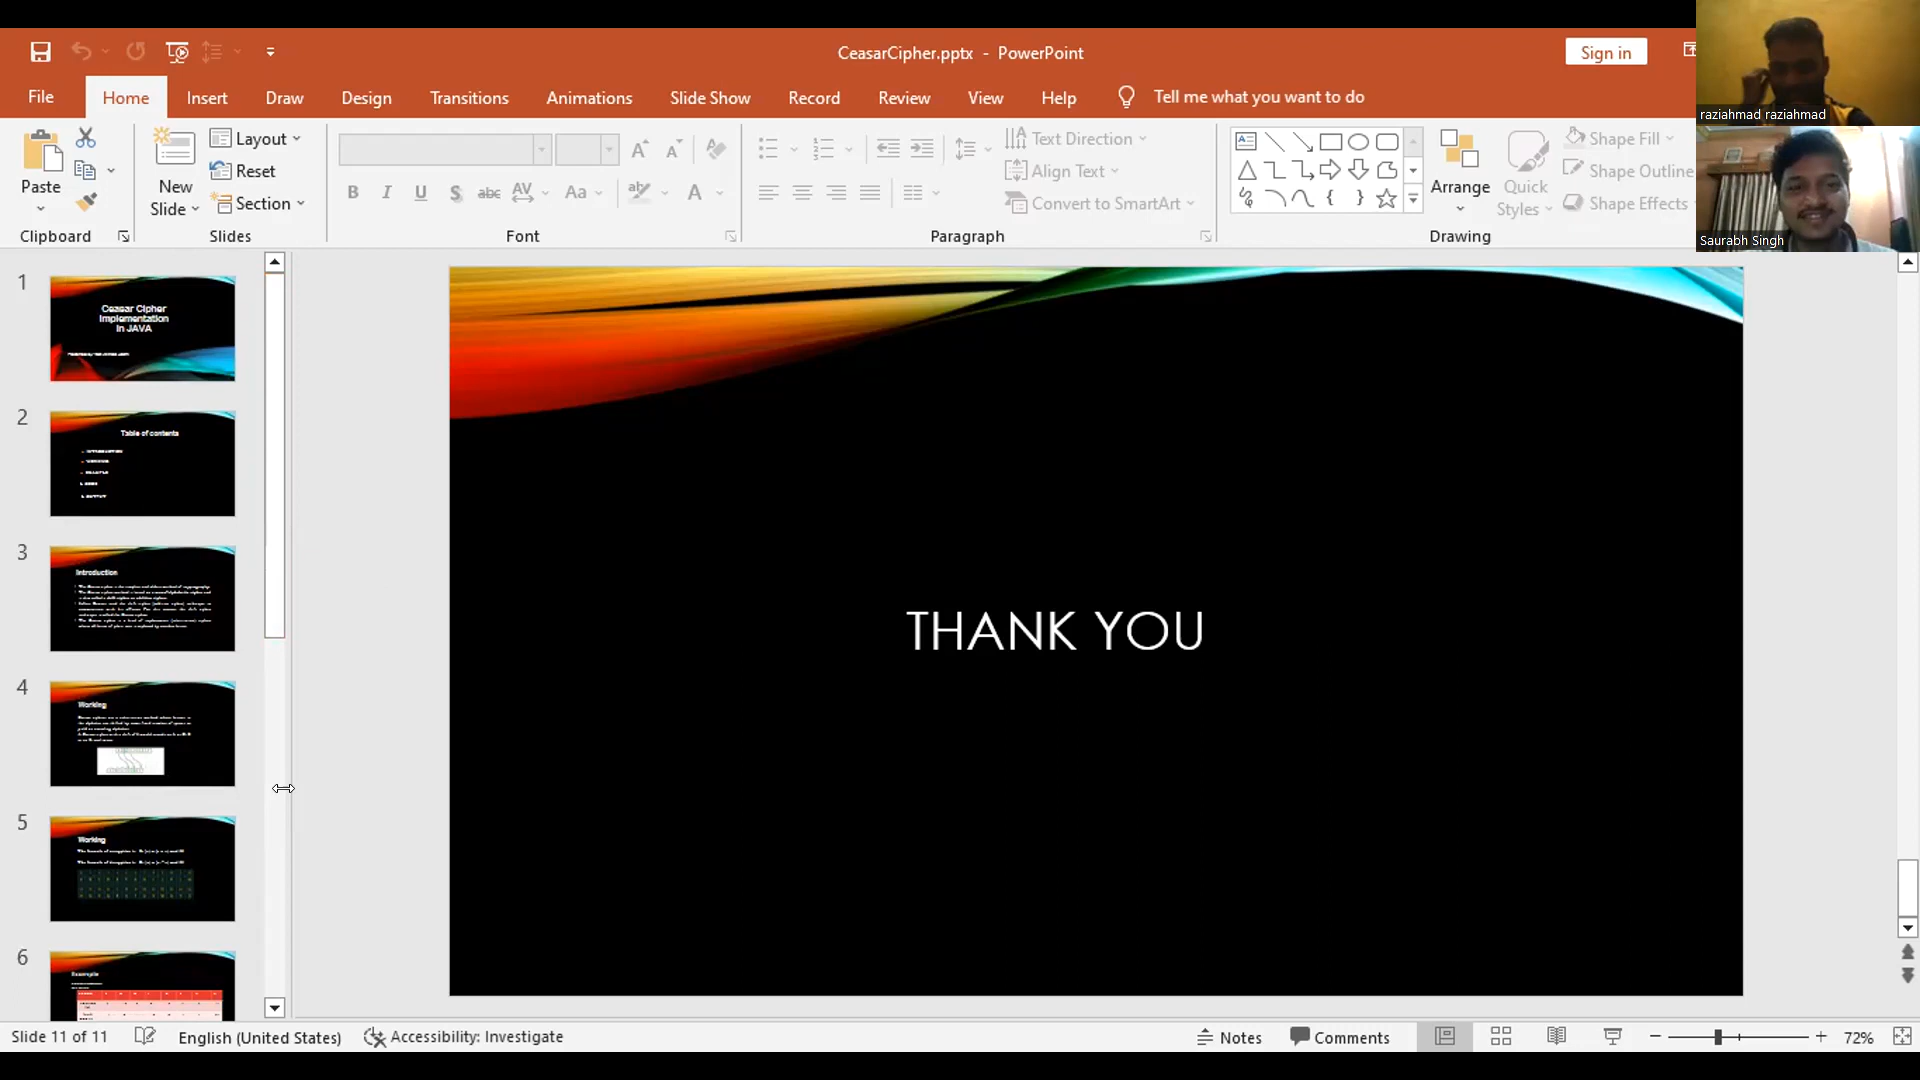 CeasarCipher.pptx - PowerPoint
Sign in
File Home Insert Draw Design Transitions Animations Slide Show Record Review View Help Tell me what you want to do
raziahmad raziahmad
Saurabh Singh
Paste
Clipboard
New
Slide
Layout
Reset
Section
Slides
B I U S abc AV Aa A
Font
Text Direction
Align Text
Convert to SmartArt
Paragraph
Arrange
Quick
Styles
Shape Fill
Shape Outline
Shape Effects
Drawing
1
Ceasar Cipher
Implementation
In JAVA
2
Table of contents
3
Introduction
4
Working
5
Working
6
Example
THANK YOU
Slide 11 of 11 English (United States) Accessibility: Investigate Notes Comments 72%